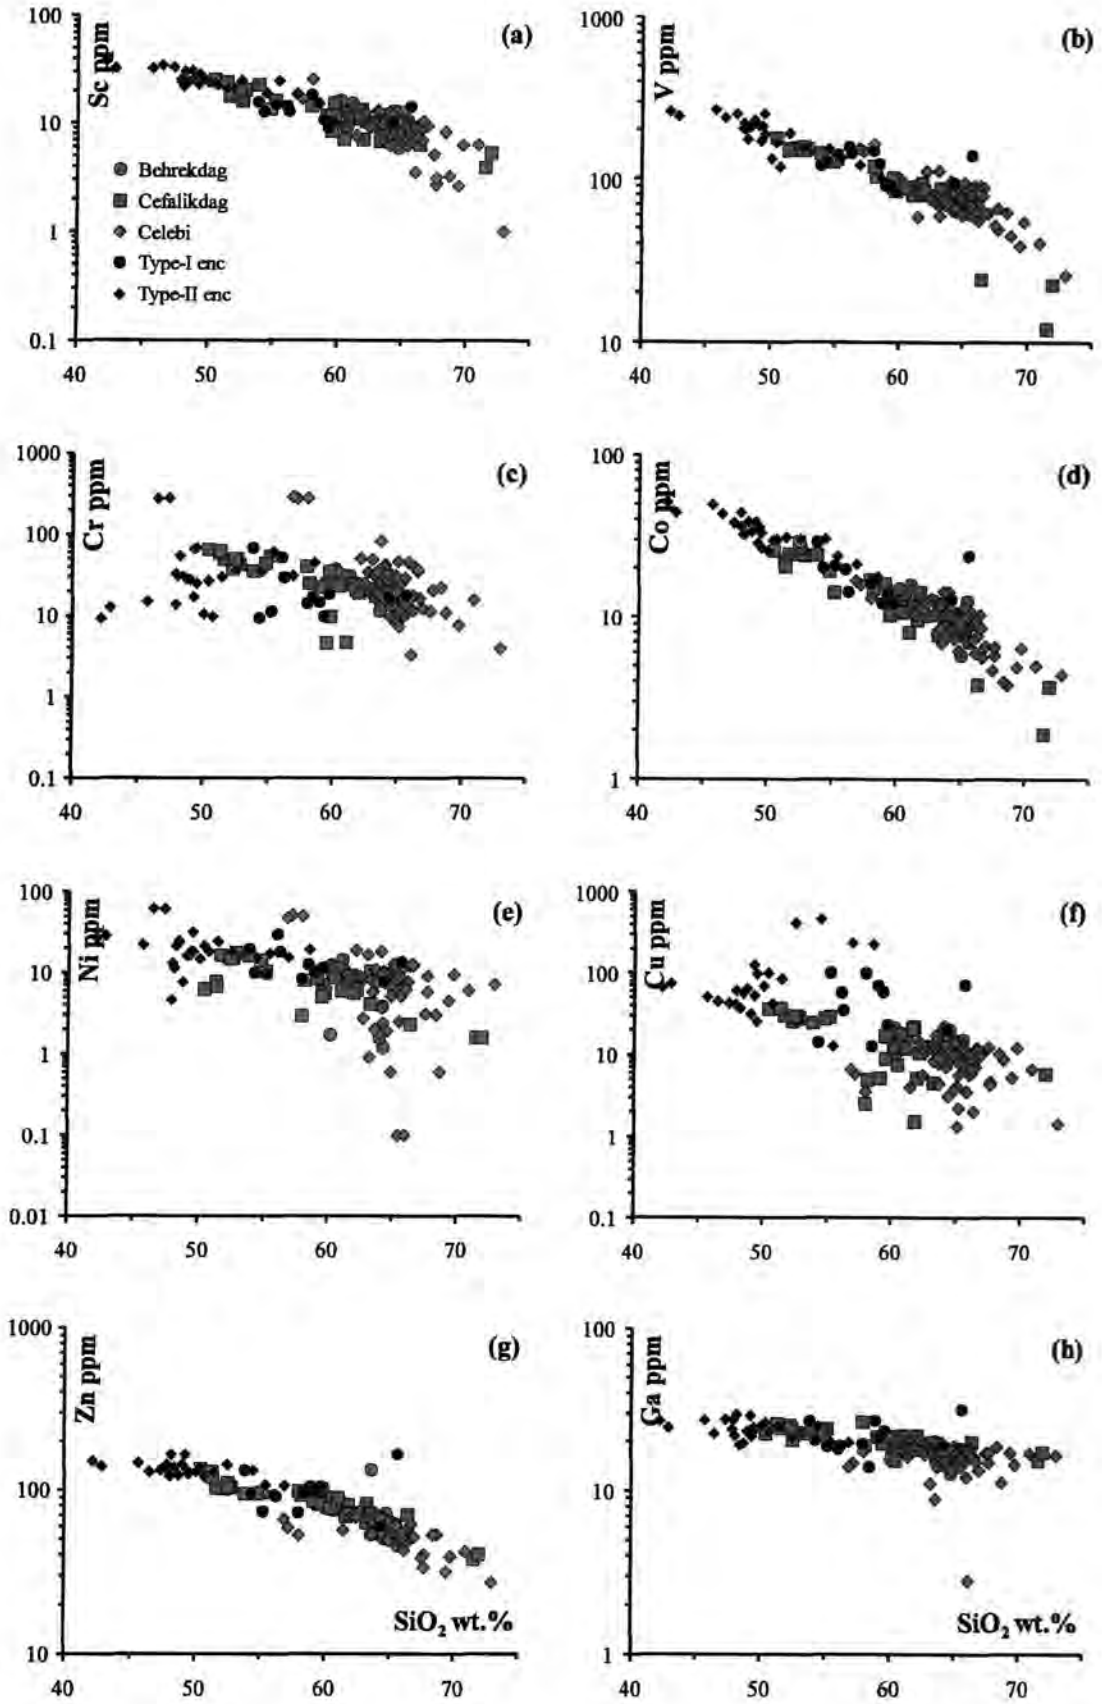 100
10
1
0.1
Sc ppm
(a)
Behrekdag
Cefalikdag
Celebi
Type-I enc
Type-II enc
40 50 60 70
1000
100
10
V ppm
(b)
40 50 60 70
1000
100
10
1
0.1
Cr ppm
(c)
40 50 60 70
100
10
1
Co ppm
(d)
40 50 60 70
100
10
1
0.1
0.01
Ni ppm
(e)
40 50 60 70
1000
100
10
1
0.1
Cu ppm
(f)
40 50 60 70
1000
100
10
Zn ppm
(g)
SiO₂ wt.%
40 50 60 70
100
10
1
Ga ppm
(h)
SiO₂ wt.%
40 50 60 70